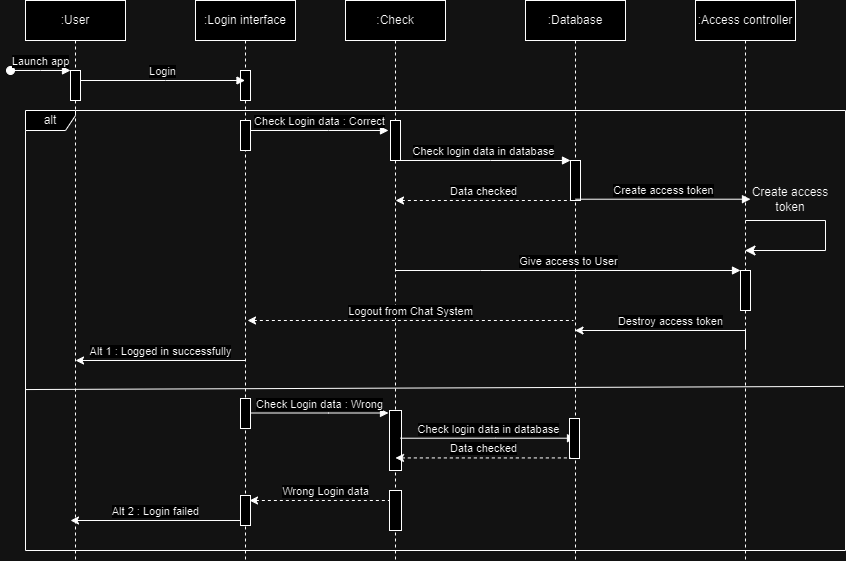 :User
:Login interface
:Check
:Database
:Access controller
Launch app
Login
alt
Check Login data : Correct
Check login data in database
Data checked
Create access token
Create access
token
Give access to User
Logout from Chat System
Destroy access token
Alt 1 : Logged in successfully
Check Login data : Wrong
Check login data in database
Data checked
Wrong Login data
Alt 2 : Login failed